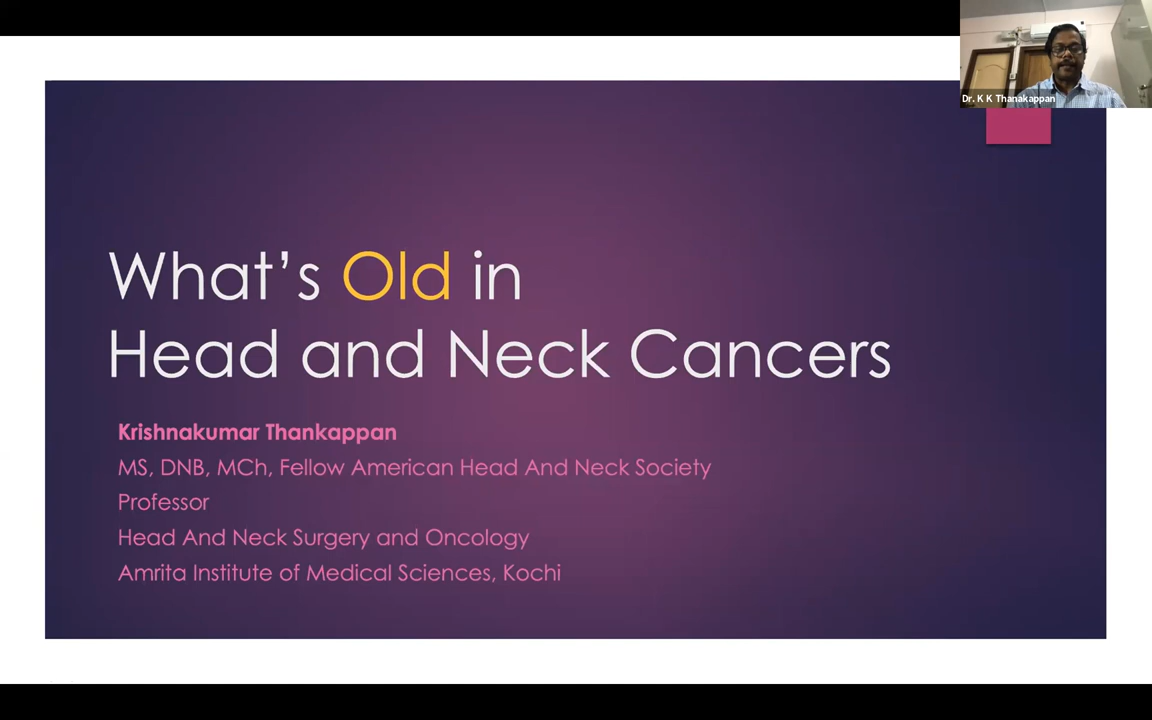 Dr. K K Thanakappan
What's Old in
Head and Neck Cancers
Krishnakumar Thankappan
MS, DNB, MCh, Fellow American Head And Neck Society
Professor
Head And Neck Surgery and Oncology
Amrita Institute of Medical Sciences, Kochi